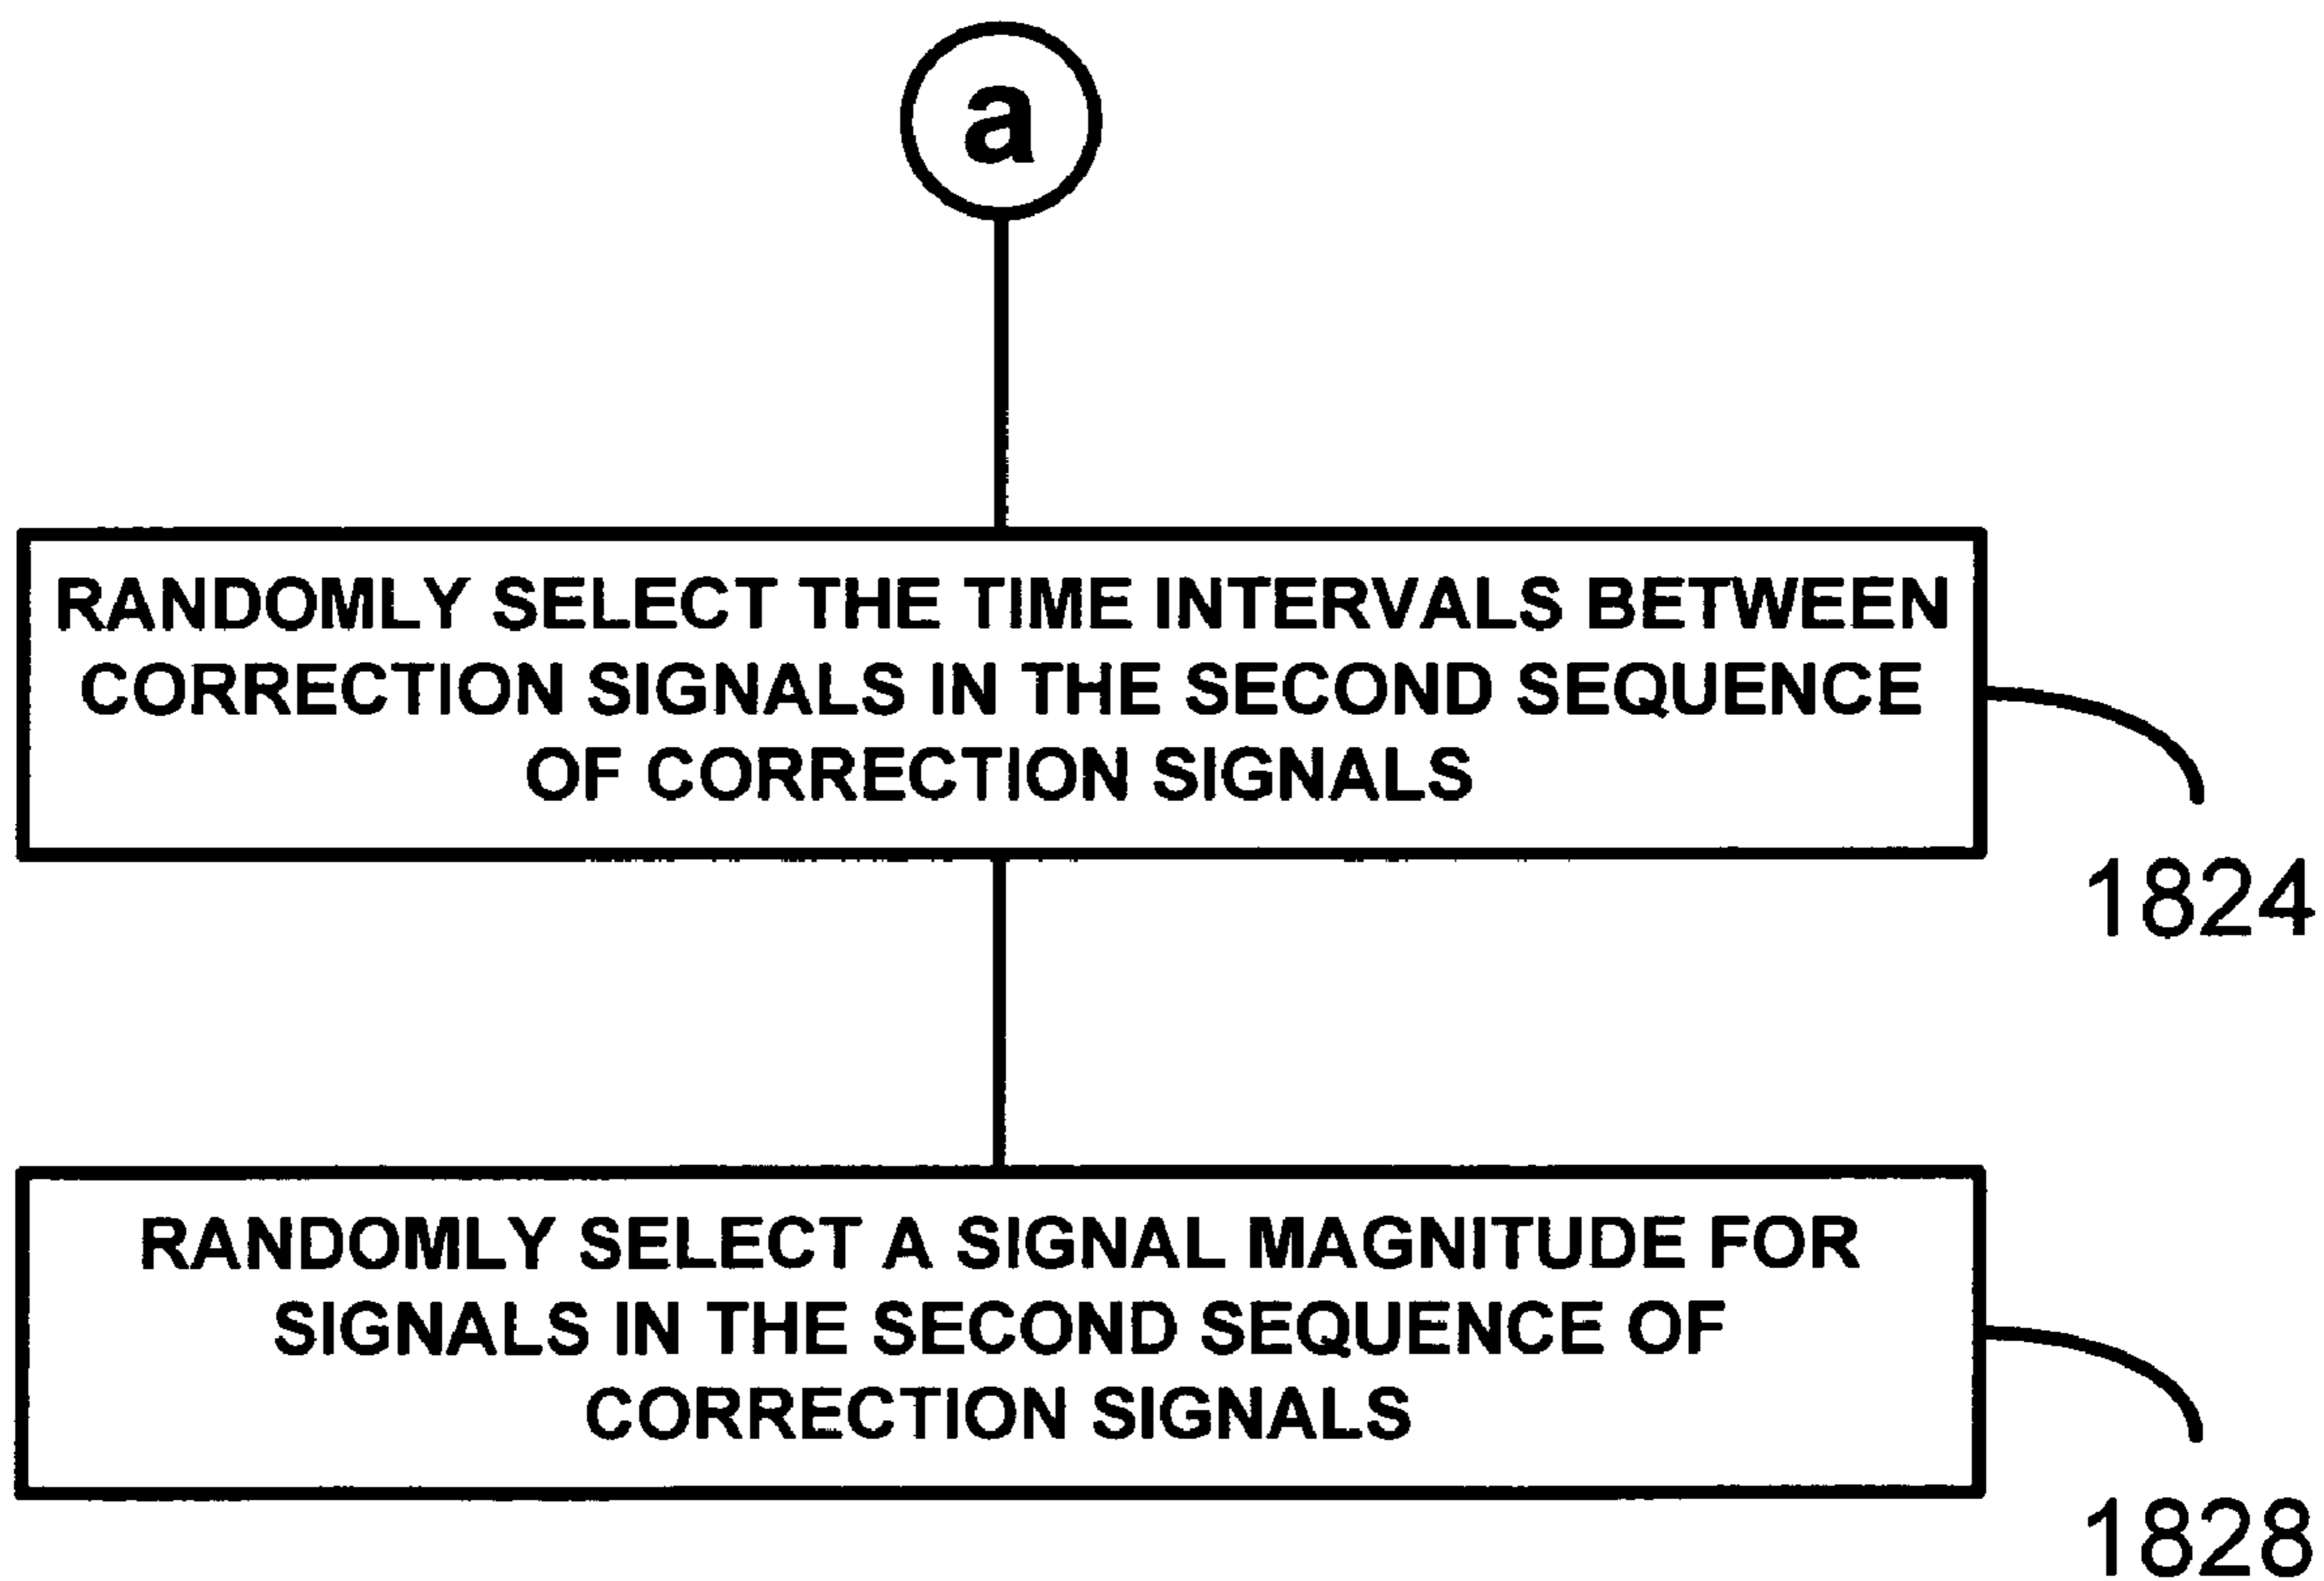 a
RANDOMLY SELECT THE TIME INTERVALS BETWEEN
CORRECTION SIGNALS IN THE SECOND SEQUENCE
OF CORRECTION SIGNALS
1824
RANDOMLY SELECT A SIGNAL MAGNITUDE FOR
SIGNALS IN THE SECOND SEQUENCE OF
CORRECTION SIGNALS
1828